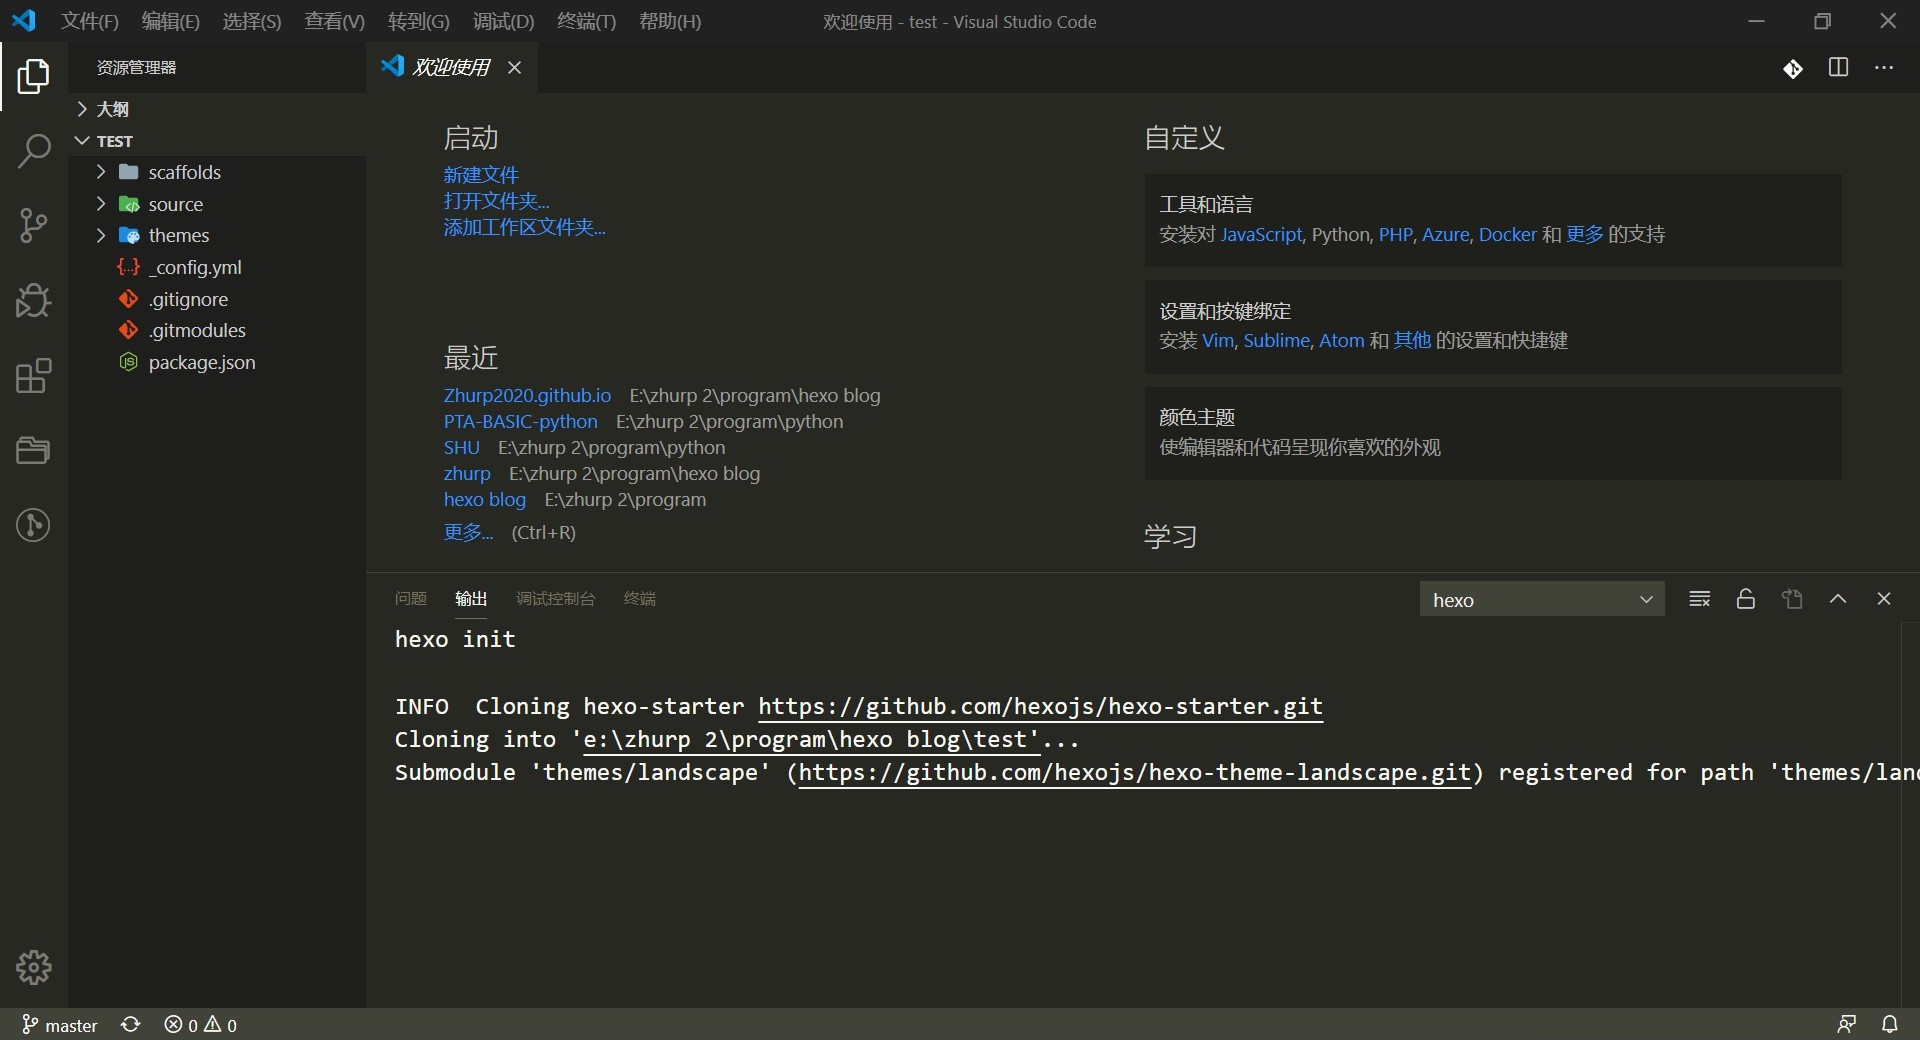 文件(F) 编辑(E) 选择(S) 查看(V) 转到(G) 调试(D) 终端(T) 帮助(H) 欢迎使用 - test - Visual Studio Code
资源管理器
欢迎使用
大纲
TEST
scaffolds
source
themes
_config.yml
.gitignore
.gitmodules
package.json
启动
新建文件
打开文件夹...
添加工作区文件夹...
最近
Zhurp2020.github.io E:\zhurp 2\program\hexo blog
PTA-BASIC-python E:\zhurp 2\program\python
SHU E:\zhurp 2\program\python
zhurp E:\zhurp 2\program\hexo blog
hexo blog E:\zhurp 2\program
更多... (Ctrl+R)
自定义
工具和语言
安装对 JavaScript, Python, PHP, Azure, Docker 和 更多 的支持
设置和按键绑定
安装 Vim, Sublime, Atom 和 其他 的设置和快捷键
颜色主题
使编辑器和代码呈现你喜欢的外观
学习
问题 输出 调试控制台 终端 hexo
hexo init
INFO  Cloning hexo-starter https://github.com/hexojs/hexo-starter.git
Cloning into 'e:\zhurp 2\program\hexo blog\test'...
Submodule 'themes/landscape' (https://github.com/hexojs/hexo-theme-landscape.git) registered for path 'themes/land
master 0 0